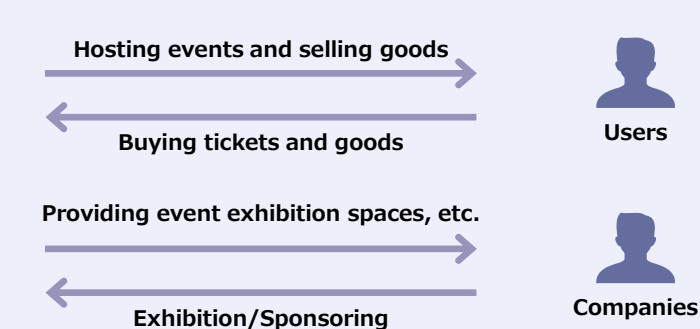 Hosting events and selling goods
Buying tickets and goods
Users
Providing event exhibition spaces, etc.
Exhibition/Sponsoring
Companies